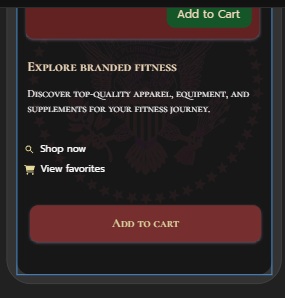 Add to Cart
Explore branded fitness
Discover top-quality apparel, equipment, and
supplements for your fitness journey.
Shop now
View favorites
Add to cart